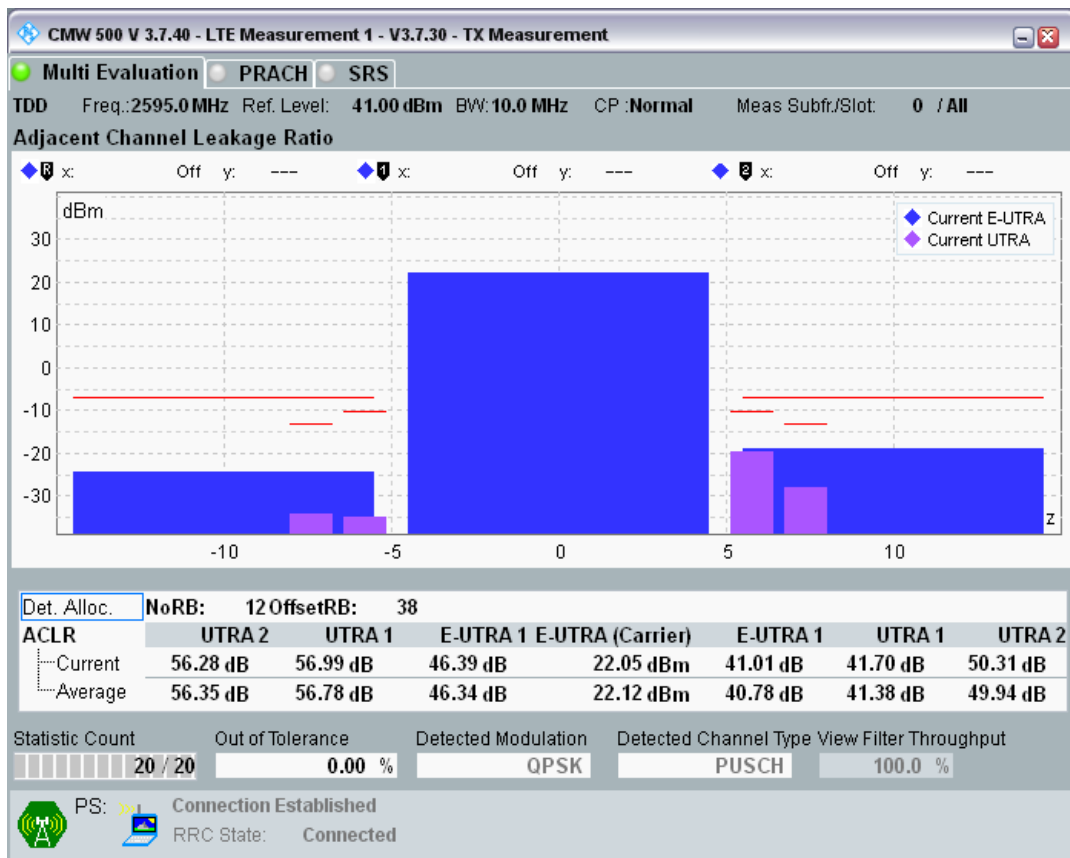 CMW 500 V 3.7.40 - LTE Measurement 1 - V3.7.30 - TX Measurement
Multi Evaluation PRACH SRS
TDD Freq.:2595.0 MHz Ref. Level: 41.00 dBm BW:10.0 MHz CP :Normal Meas Subfr./Slot: 0 / All
Adjacent Channel Leakage Ratio
R x: Off y: --- 1 x: Off y: --- 2 x: Off y: ---
dBm
Current E-UTRA
Current UTRA
30
20
10
0
-10
-20
-30
z
-10 -5 0 5 10
Det. Alloc. NoRB: 12 OffsetRB: 38
ACLR UTRA 2 UTRA 1 E-UTRA 1 E-UTRA (Carrier) E-UTRA 1 UTRA 1 UTRA 2
Current 56.28 dB 56.99 dB 46.39 dB 22.05 dBm 41.01 dB 41.70 dB 50.31 dB
Average 56.35 dB 56.78 dB 46.34 dB 22.12 dBm 40.78 dB 41.38 dB 49.94 dB
Statistic Count Out of Tolerance Detected Modulation Detected Channel Type View Filter Throughput
20 / 20 0.00 % QPSK PUSCH 100.0 %
PS: Connection Established
RRC State: Connected